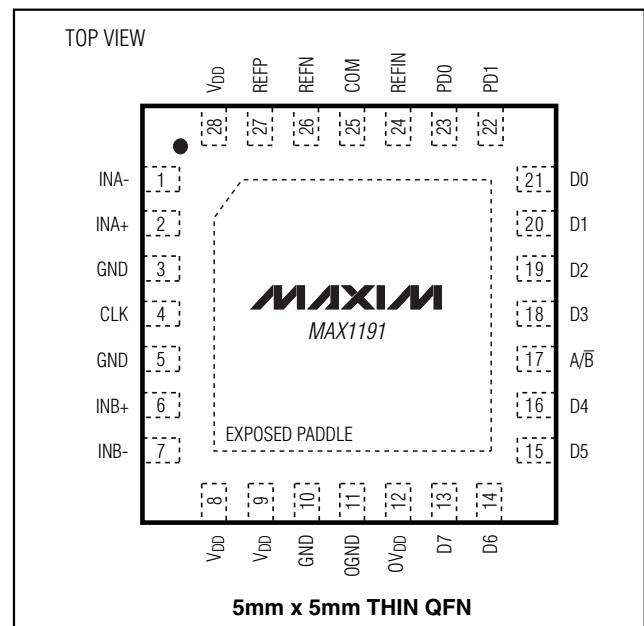 TOP VIEW
VDD REFP REFN COM REFIN PD0 PD1
28 27 26 25 24 23 22
INA- 1 21 D0
INA+ 2 20 D1
GND 3 19 D2
CLK 4 18 D3
GND 5 17 A/B̅
INB+ 6 16 D4
INB- 7 15 D5
MAXIM
MAX1191
EXPOSED PADDLE
8 9 10 11 12 13 14
VDD VDD GND OGND OVDD D7 D6
5mm x 5mm THIN QFN